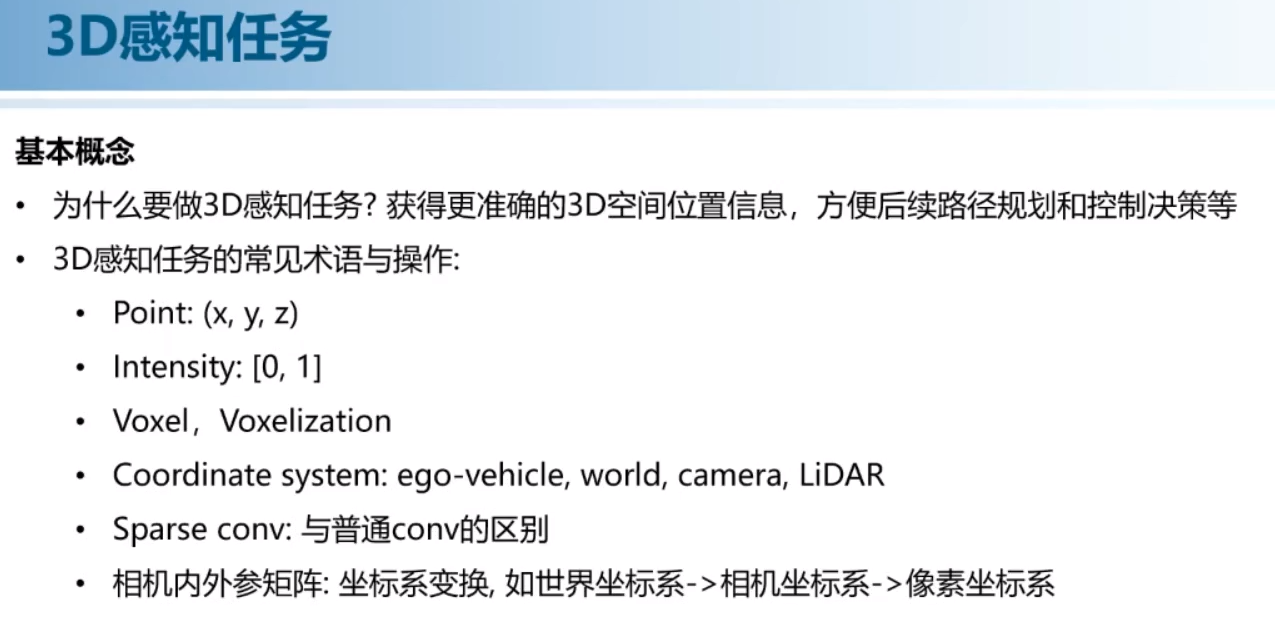 3D感知任务
基本概念
• 为什么要做3D感知任务? 获得更准确的3D空间位置信息，方便后续路径规划和控制决策等
• 3D感知任务的常见术语与操作:
• Point: (x, y, z)
• Intensity: [0, 1]
• Voxel，Voxelization
• Coordinate system: ego-vehicle, world, camera, LiDAR
• Sparse conv: 与普通conv的区别
• 相机内外参矩阵: 坐标系变换, 如世界坐标系->相机坐标系->像素坐标系